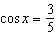 cos x = 3/5